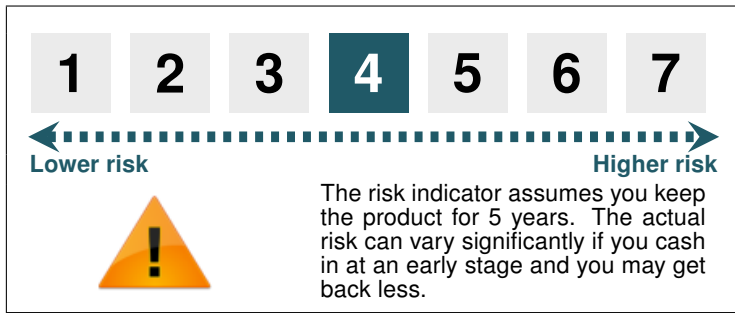 1 2 3 4 5 6 7
Lower risk Higher risk
The risk indicator assumes you keep
the product for 5 years. The actual
risk can vary significantly if you cash
in at an early stage and you may get
back less.